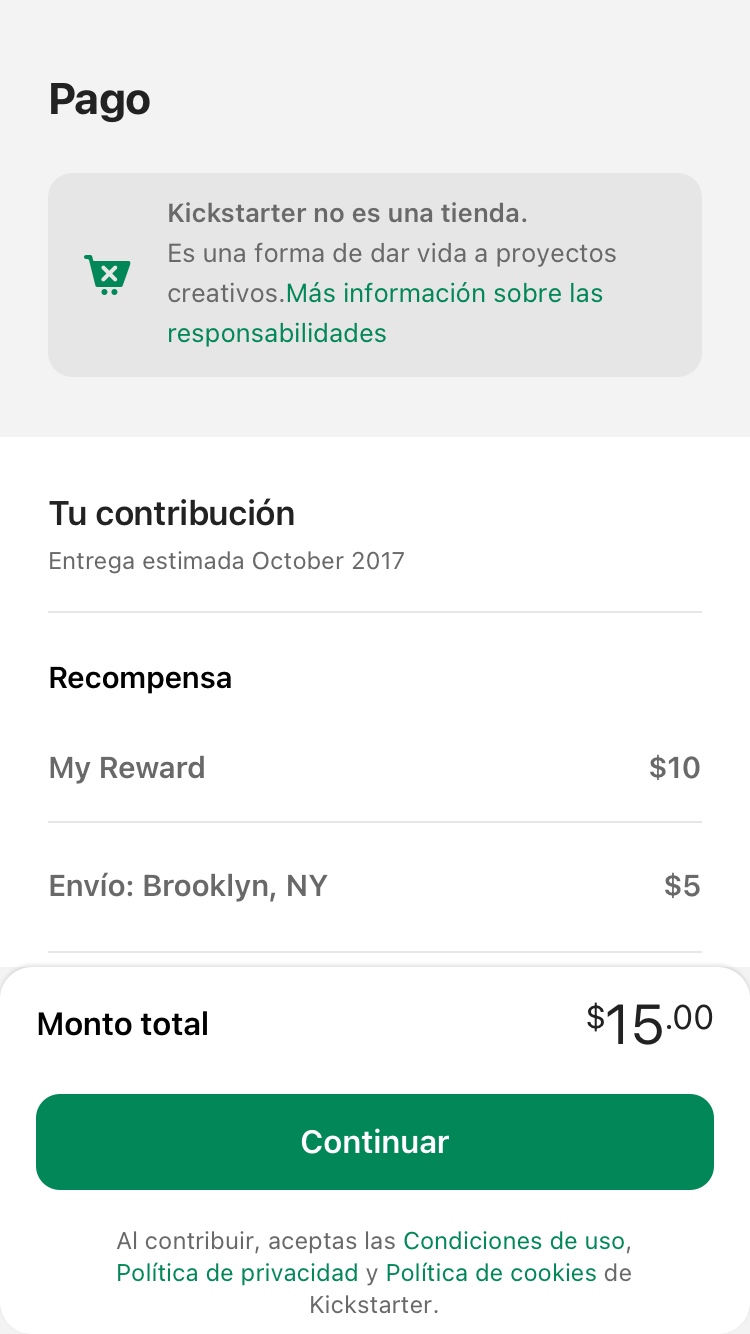 Pago
Kickstarter no es una tienda.
Es una forma de dar vida a proyectos
creativos.Más información sobre las
responsabilidades
Tu contribución
Entrega estimada October 2017
Recompensa
My Reward $10
Envío: Brooklyn, NY $5
Monto total $15.00
Continuar
Al contribuir, aceptas las Condiciones de uso,
Política de privacidad y Política de cookies de
Kickstarter.